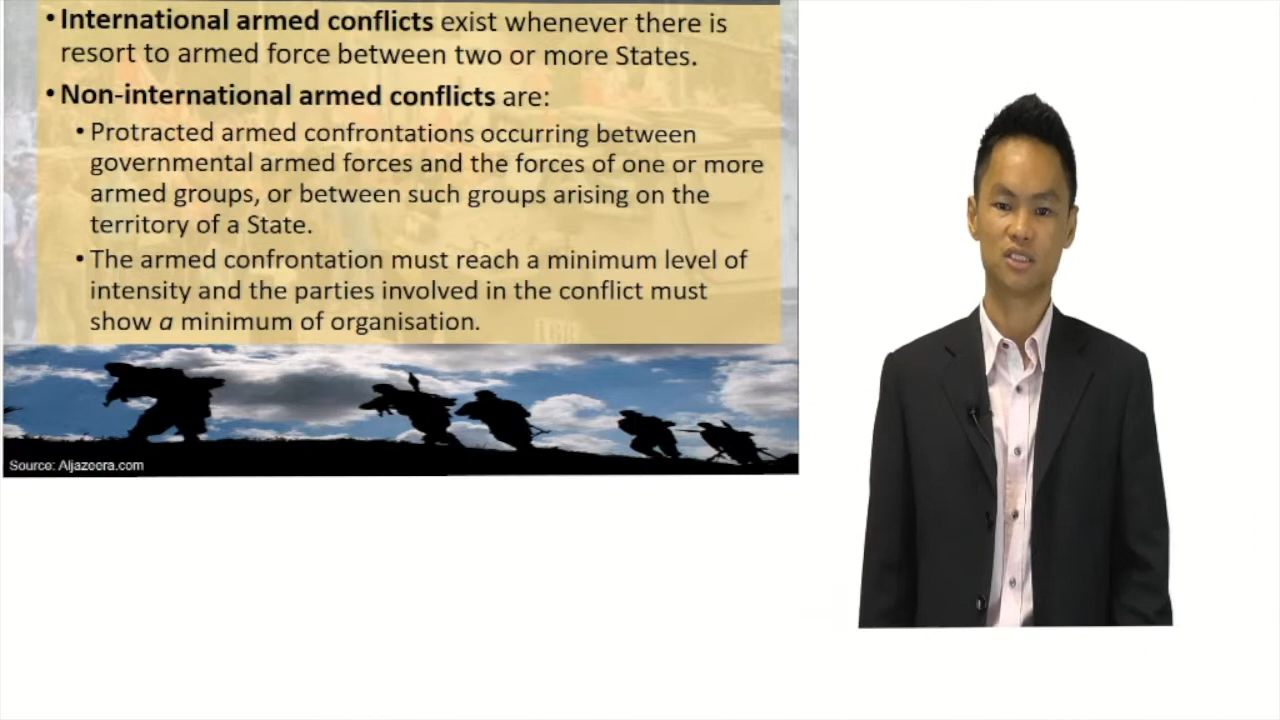 • International armed conflicts exist whenever there is
resort to armed force between two or more States.
• Non-international armed conflicts are:
• Protracted armed confrontations occurring between
governmental armed forces and the forces of one or more
armed groups, or between such groups arising on the
territory of a State.
• The armed confrontation must reach a minimum level of
intensity and the parties involved in the conflict must
show a minimum of organisation.
Source: Aljazeera.com